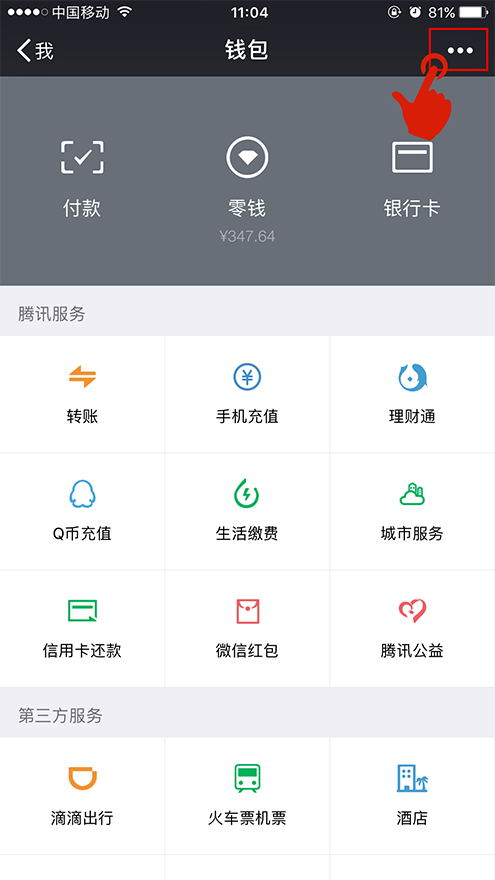 中国移动 11:04 81%
我 钱包
付款 零钱 银行卡
¥347.64
腾讯服务
转账 手机充值 理财通
Q币充值 生活缴费 城市服务
信用卡还款 微信红包 腾讯公益
第三方服务
滴滴出行 火车票机票 酒店